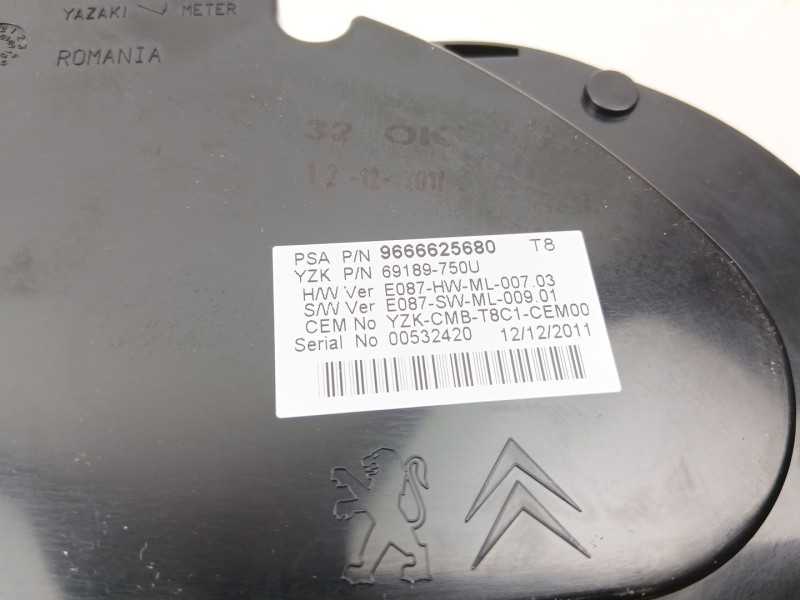 YAZAKI METER
ROMANIA
32 OK
12-12-2011
PSA P/N 9666625680 T8
YZK P/N 69189-750U
H/W Ver E087-HW-ML-007.03
S/W Ver E087-SW-ML-009.01
CEM No YZK-CMB-T8C1-CEM00
Serial No 00532420 12/12/2011